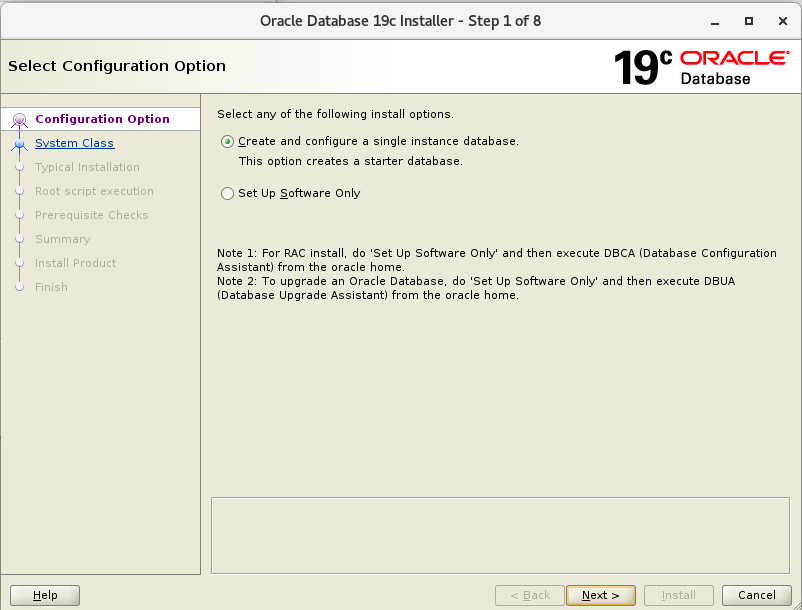 Oracle Database 19c Installer - Step 1 of 8
Select Configuration Option
19c ORACLE
Database
Configuration Option
System Class
Typical Installation
Root script execution
Prerequisite Checks
Summary
Install Product
Finish
Select any of the following install options.
Create and configure a single instance database.
This option creates a starter database.
Set Up Software Only
Note 1: For RAC install, do 'Set Up Software Only' and then execute DBCA (Database Configuration
Assistant) from the oracle home.
Note 2: To upgrade an Oracle Database, do 'Set Up Software Only' and then execute DBUA
(Database Upgrade Assistant) from the oracle home.
Help
< Back
Next >
Install
Cancel